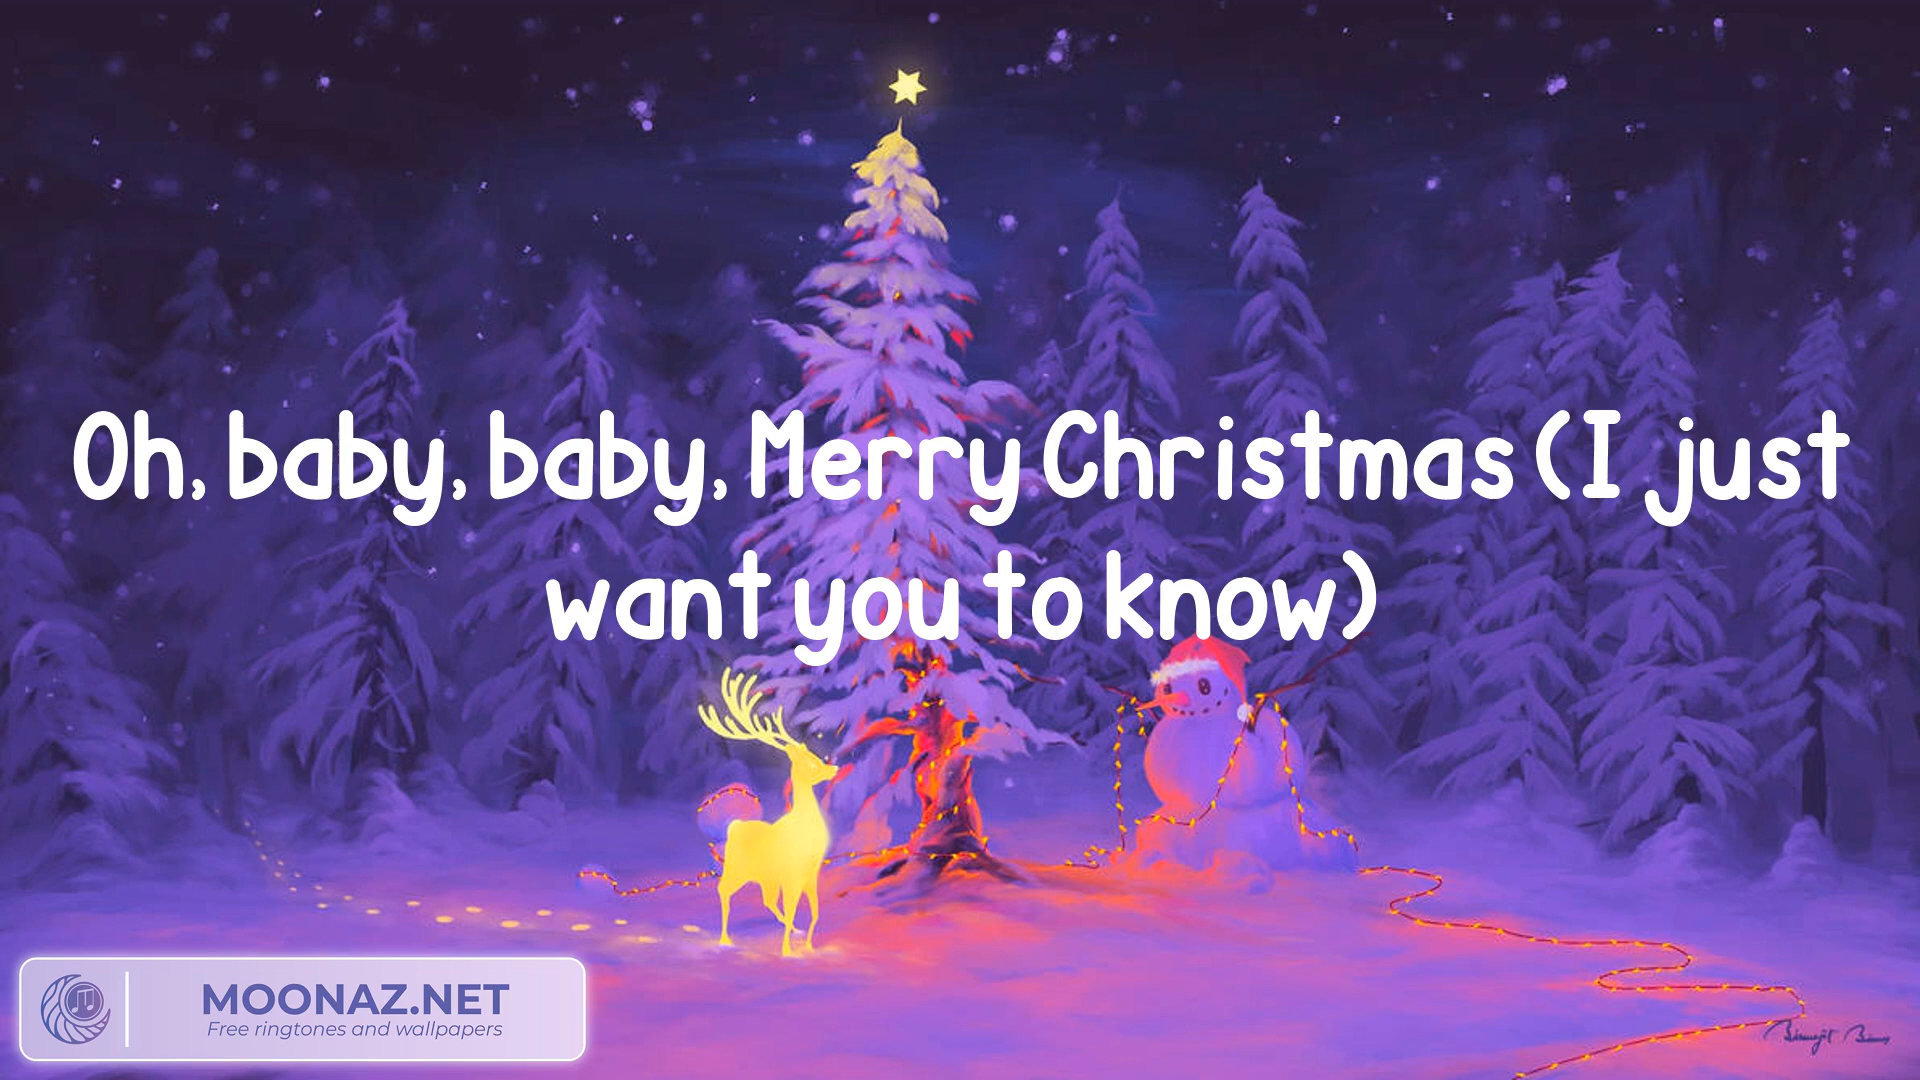 Oh, baby, baby, Merry Christmas (I just
want you to know)
MOONAZ.NET
Free ringtones and wallpapers